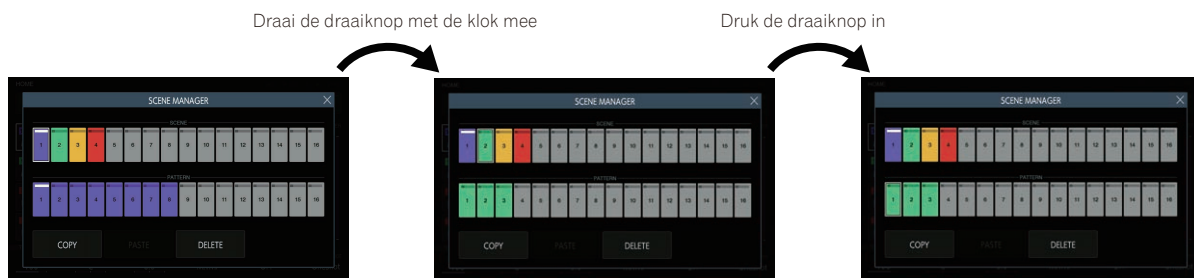 Draai de draaiknop met de klok mee
Druk de draaiknop in
HOME
SCENE MANAGER
SCENE
1 2 3 4 5 6 7 8 9 10 11 12 13 14 15 16
PATTERN
1 2 3 4 5 6 7 8 9 10 11 12 13 14 15 16
COPY PASTE DELETE
SCENE MANAGER
SCENE
1 2 3 4 5 6 7 8 9 10 11 12 13 14 15 16
PATTERN
1 2 3 4 5 6 7 8 9 10 11 12 13 14 15 16
COPY PASTE DELETE
SCENE MANAGER
SCENE
1 2 3 4 5 6 7 8 9 10 11 12 13 14 15 16
PATTERN
1 2 3 4 5 6 7 8 9 10 11 12 13 14 15 16
COPY PASTE DELETE